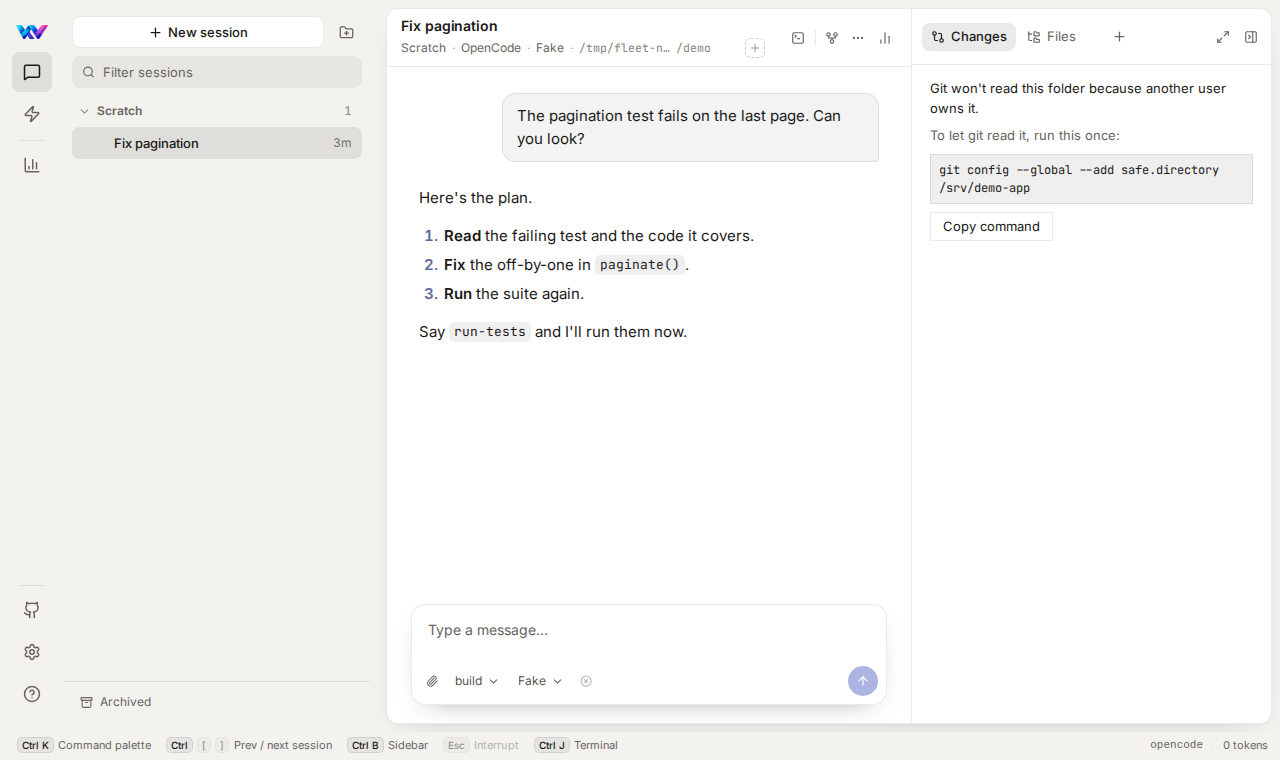 New session
Filter sessions
Scratch 1
Fix pagination 3m
Archived
Fix pagination
Scratch · OpenCode · Fake · /tmp/fleet-n… /demo
The pagination test fails on the last page. Can
you look?
Here's the plan.
1. Read the failing test and the code it covers.
2. Fix the off-by-one in paginate().
3. Run the suite again.
Say run-tests and I'll run them now.
Type a message...
build Fake
Changes Files
Git won't read this folder because another user
owns it.
To let git read it, run this once:
git config --global --add safe.directory
/srv/demo-app
Copy command
Ctrl K Command palette Ctrl [ ] Prev / next session Ctrl B Sidebar Esc Interrupt Ctrl J Terminal opencode 0 tokens